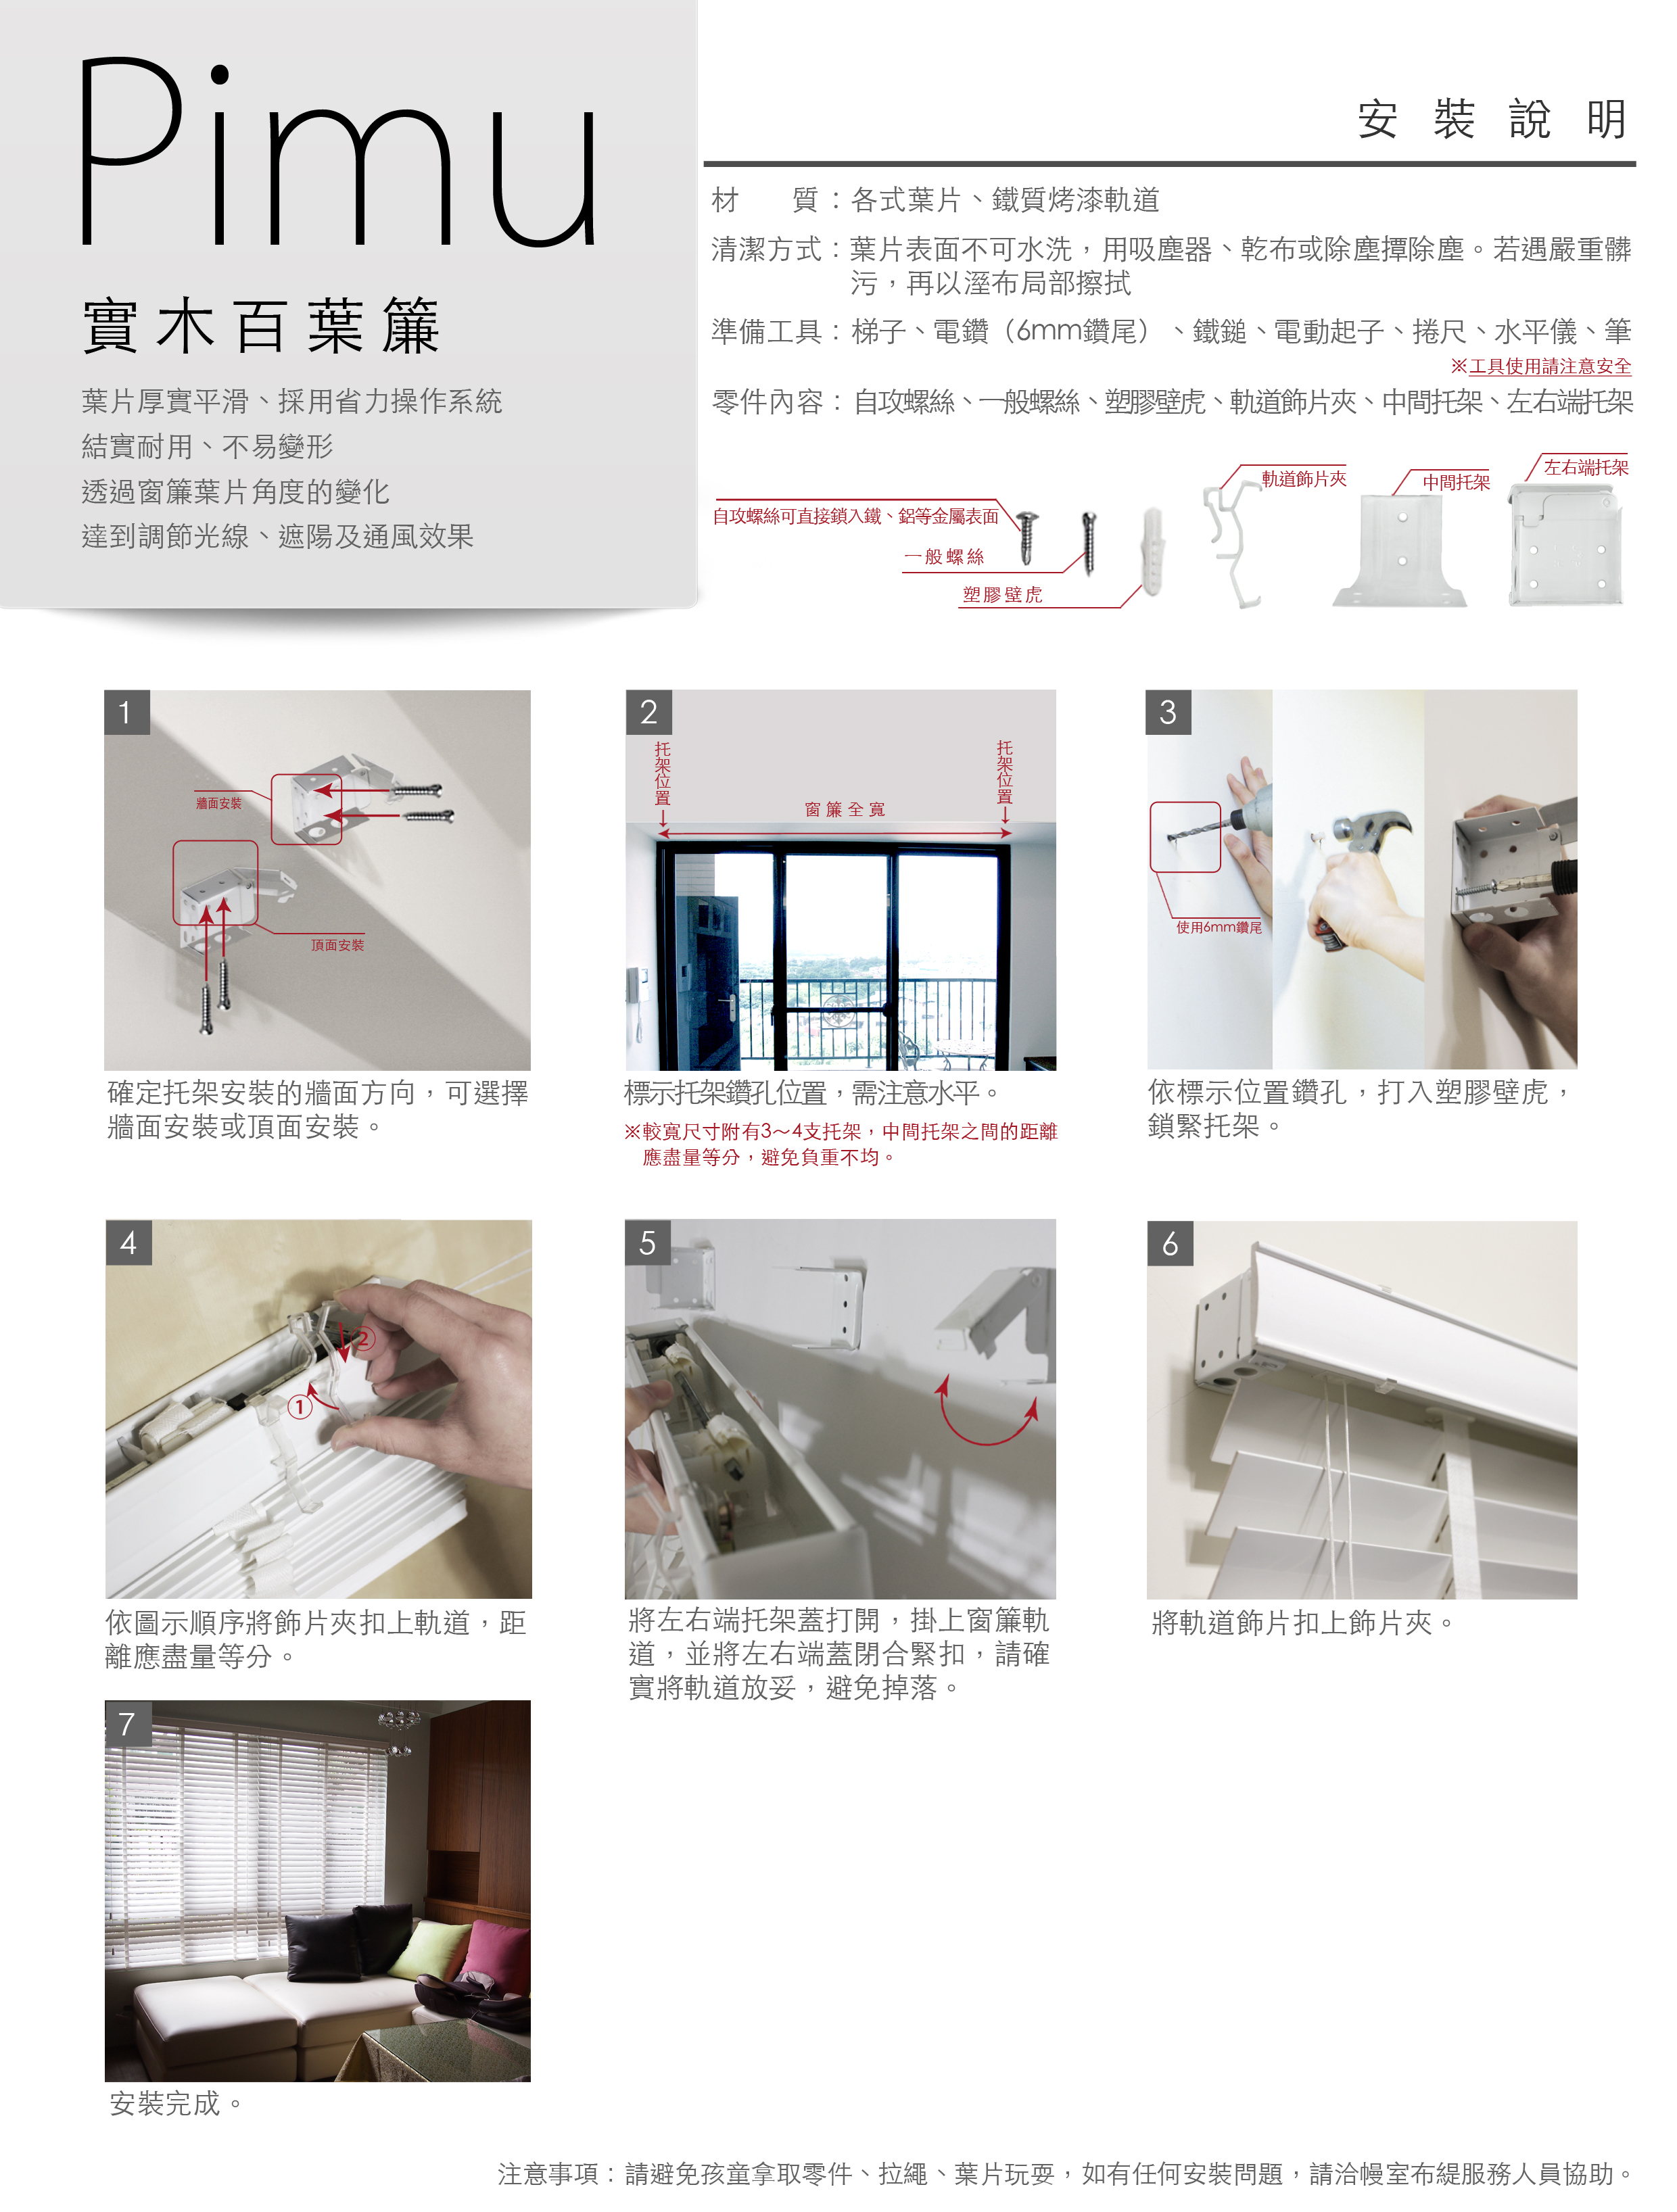 Pimu
實木百葉簾
葉片厚實平滑、採用省力操作系統
結實耐用、不易變形
透過窗簾葉片角度的變化
達到調節光線、遮陽及通風效果
安裝說明
材質：各式葉片、鐵質烤漆軌道
清潔方式：葉片表面不可水洗，用吸塵器、乾布或除塵撢除塵。若遇嚴重髒
污，再以溼布局部擦拭
準備工具：梯子、電鑽（6mm鑽尾）、鐵鎚、電動起子、捲尺、水平儀、筆
※工具使用請注意安全
零件內容：自攻螺絲、一般螺絲、塑膠壁虎、軌道飾片夾、中間托架、左右端托架
自攻螺絲可直接鎖入鐵、鋁等金屬表面
一般螺絲
塑膠壁虎
軌道飾片夾
中間托架
左右端托架
1
牆面安裝
頂面安裝
確定托架安裝的牆面方向，可選擇
牆面安裝或頂面安裝。
2
托架位置
窗簾全寬
托架位置
標示托架鑽孔位置，需注意水平。
※較寬尺寸附有3～4支托架，中間托架之間的距離
應盡量等分，避免負重不均。
3
使用6mm鑽尾
依標示位置鑽孔，打入塑膠壁虎，
鎖緊托架。
4
①
②
依圖示順序將飾片夾扣上軌道，距
離應盡量等分。
5
將左右端托架蓋打開，掛上窗簾軌
道，並將左右端蓋閉合緊扣，請確
實將軌道放妥，避免掉落。
6
將軌道飾片扣上飾片夾。
7
安裝完成。
注意事項：請避免孩童拿取零件、拉繩、葉片玩耍，如有任何安裝問題，請洽幔室布緹服務人員協助。